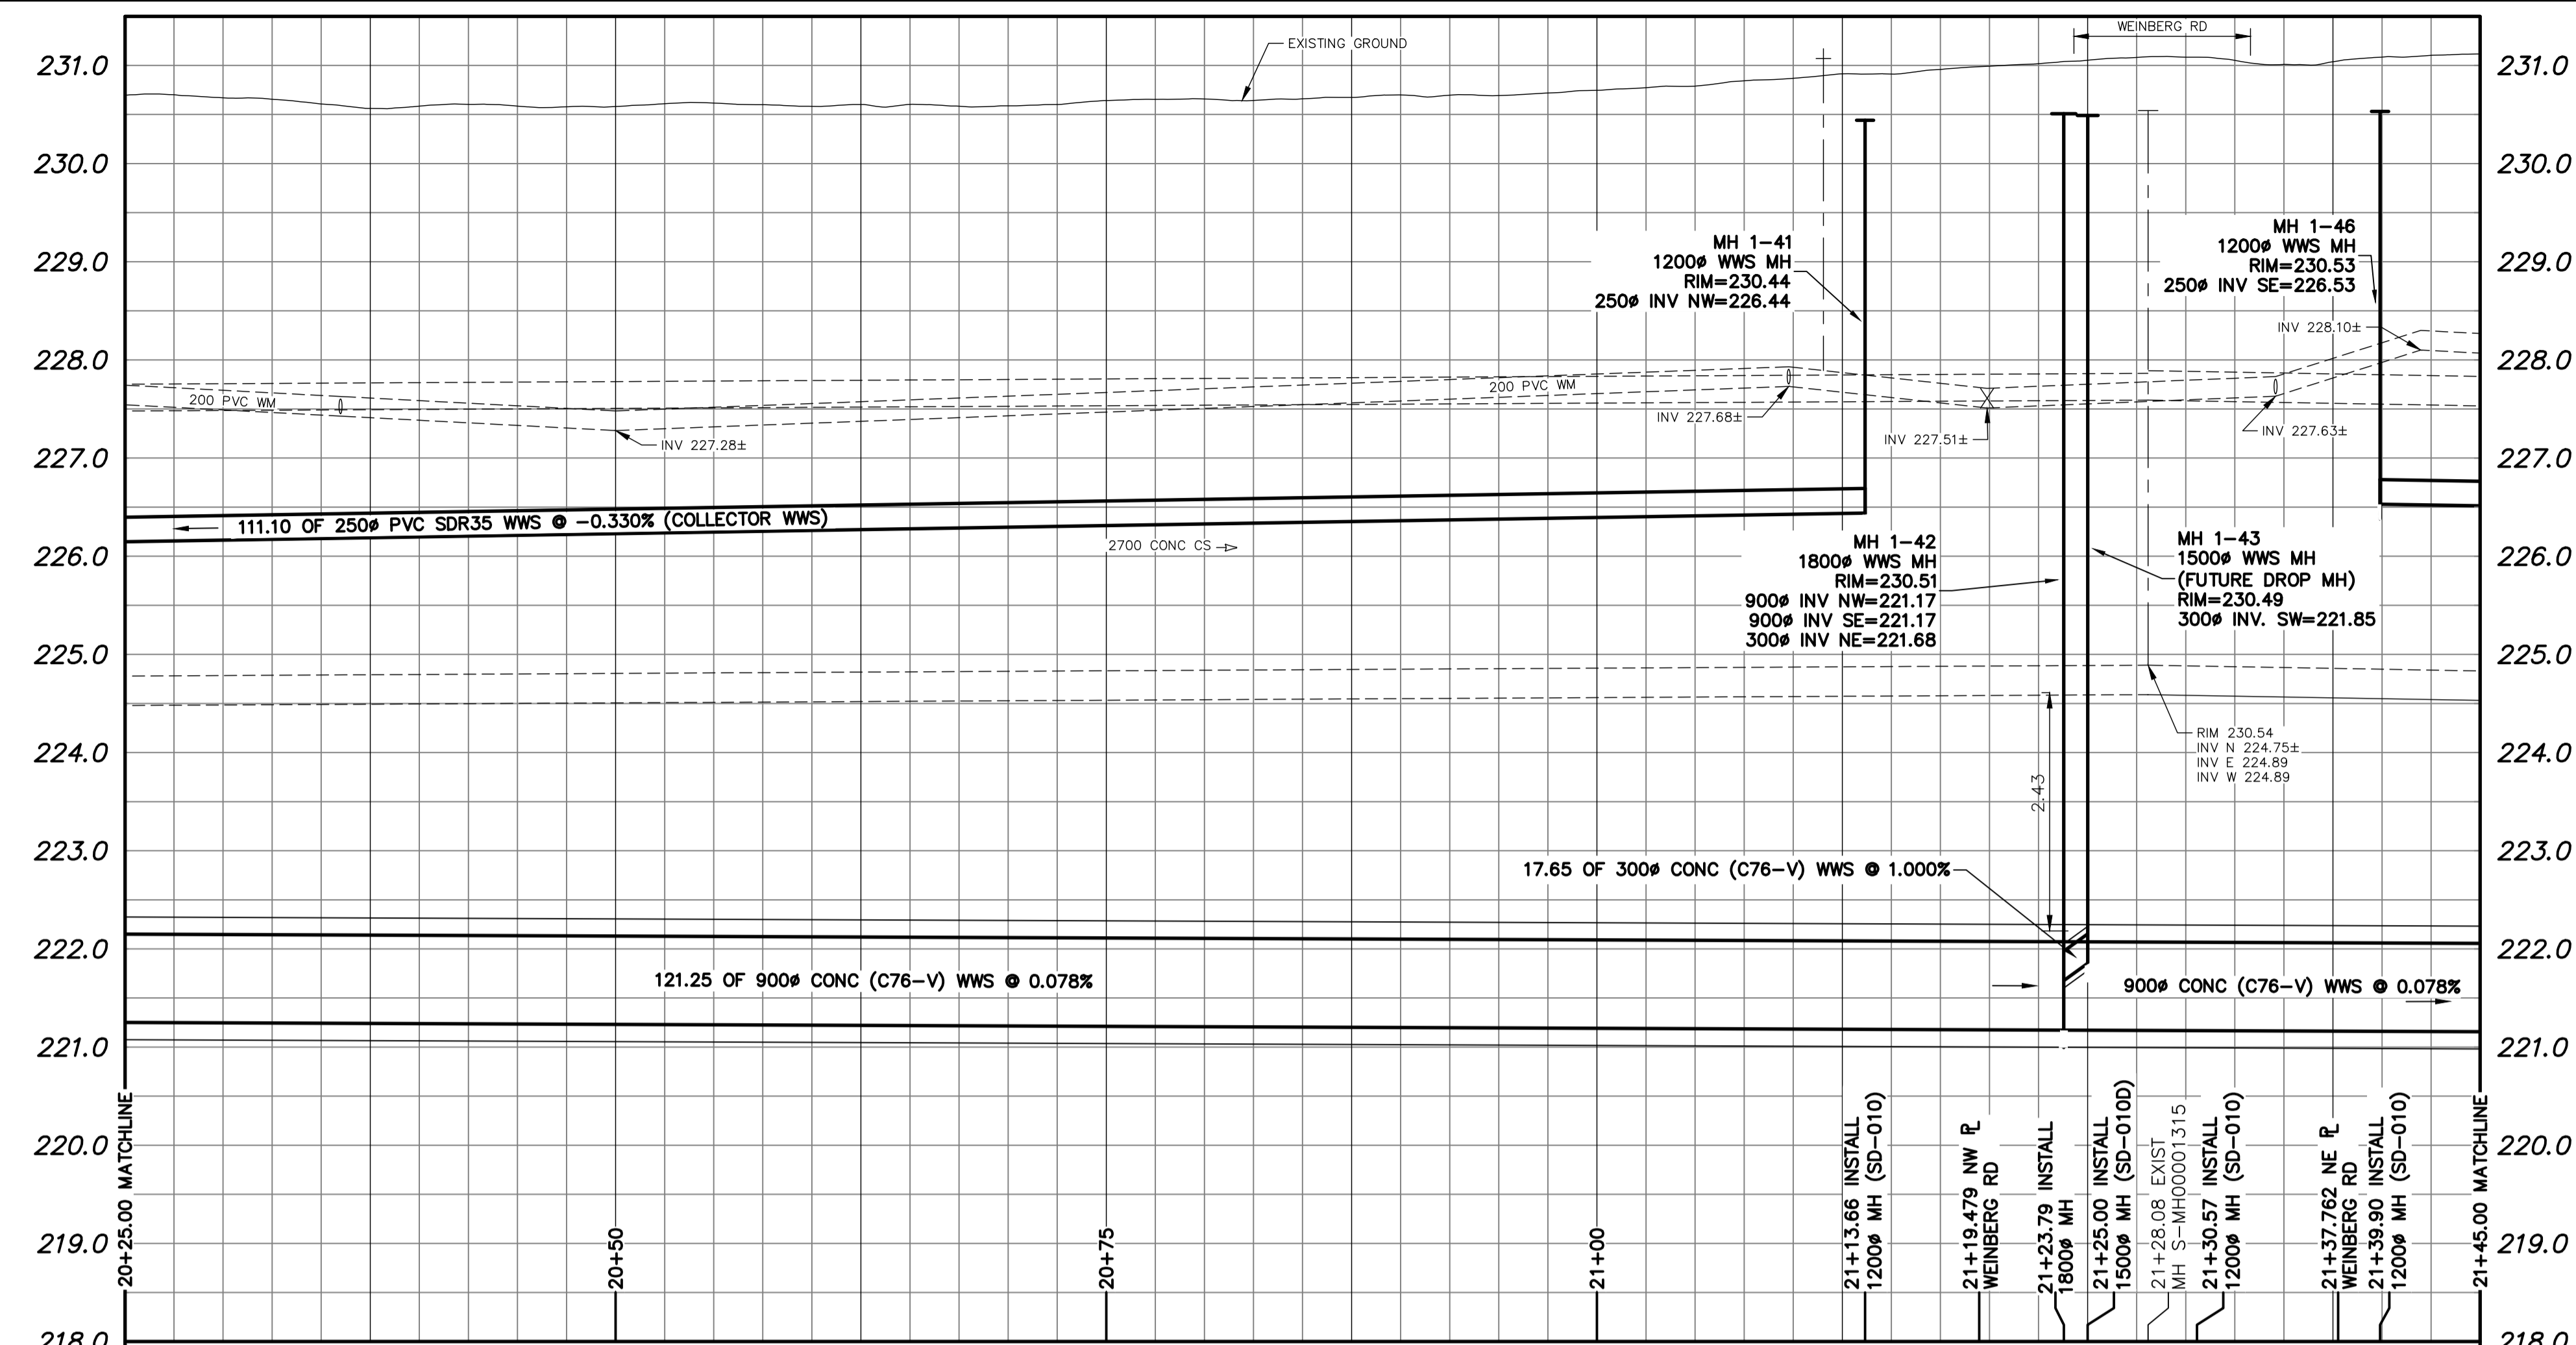 WEINBERG RD
EXISTING GROUND
231.0
231.0
230.0
230.0
229.0
229.0
228.0
228.0
227.0
227.0
226.0
226.0
225.0
225.0
224.0
224.0
223.0
223.0
222.0
222.0
221.0
221.0
220.0
220.0
219.0
219.0
218.0
218.0
MH 1-41
1200ø WWS MH
RIM=230.44
250ø INV NW=226.44
MH 1-46
1200ø WWS MH
RIM=230.53
250ø INV SE=226.53
INV 228.10±
200 PVC WM
200 PVC WM
INV 227.28±
INV 227.68±
INV 227.51±
INV 227.63±
111.10 OF 250ø PVC SDR35 WWS @ -0.330% (COLLECTOR WWS)
2700 CONC CS
MH 1-42
1800ø WWS MH
RIM=230.51
900ø INV NW=221.17
900ø INV SE=221.17
300ø INV NE=221.68
MH 1-43
1500ø WWS MH
(FUTURE DROP MH)
RIM=230.49
300ø INV. SW=221.85
RIM 230.54
INV N 224.75±
INV E 224.89
INV W 224.89
2.43
17.65 OF 300ø CONC (C76-V) WWS @ 1.000%
121.25 OF 900ø CONC (C76-V) WWS @ 0.078%
900ø CONC (C76-V) WWS @ 0.078%
20+25.00 MATCHLINE
20+50
20+75
21+00
21+13.66 INSTALL
1200ø MH (SD-010)
21+19.479 NW ℄
WEINBERG RD
21+23.79 INSTALL
1800ø MH
21+25.00 INSTALL
1500ø MH (SD-010D)
21+28.08 EXIST
MH S-MH00001315
21+30.57 INSTALL
1200ø MH (SD-010)
21+37.762 NE ℄
WEINBERG RD
21+39.90 INSTALL
1200ø MH (SD-010)
21+45.00 MATCHLINE